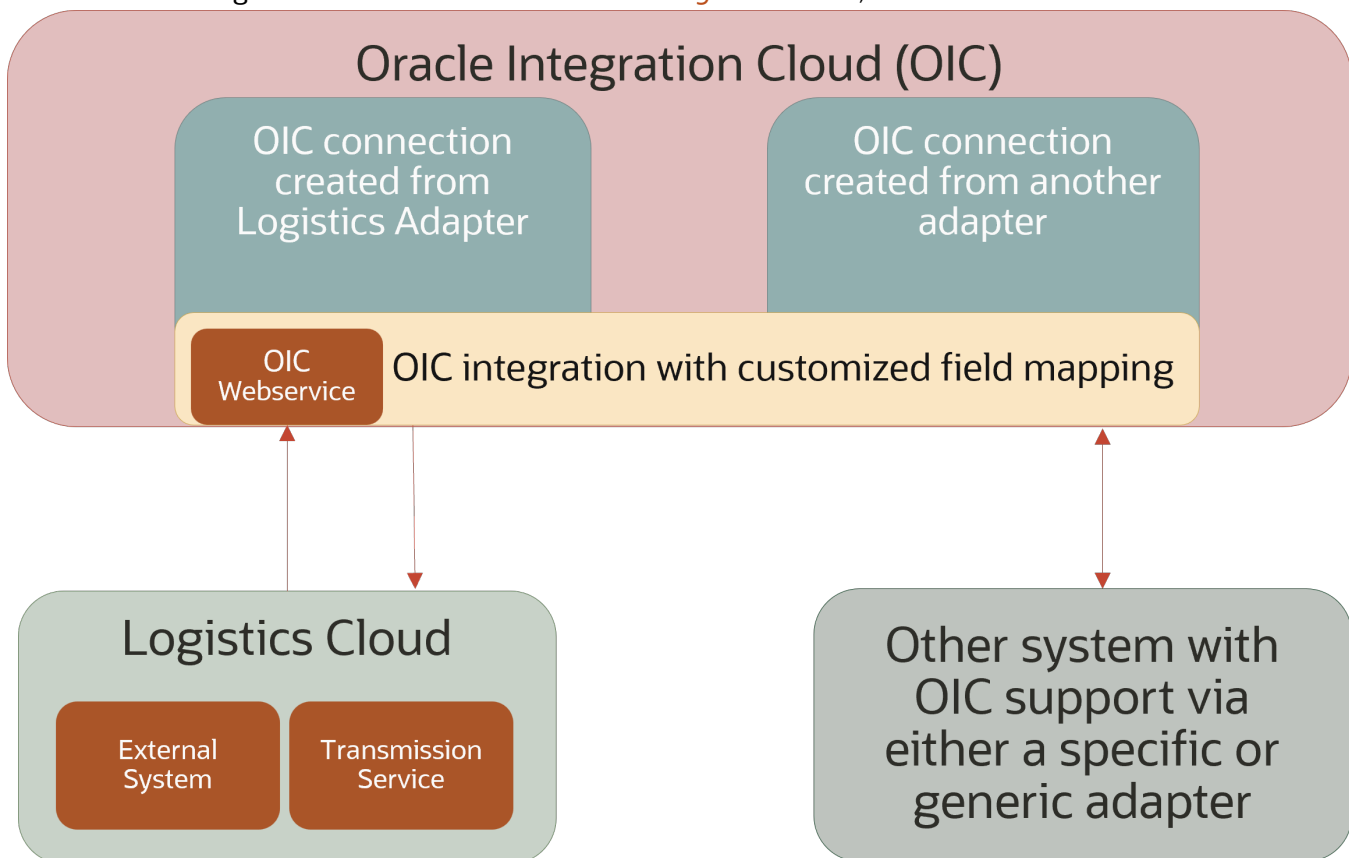 Oracle Integration Cloud (OIC)
OIC connection
created from
Logistics Adapter
OIC connection
created from another
adapter
OIC
Webservice
OIC integration with customized field mapping
Logistics Cloud
External
System
Transmission
Service
Other system with
OIC support via
either a specific or
generic adapter